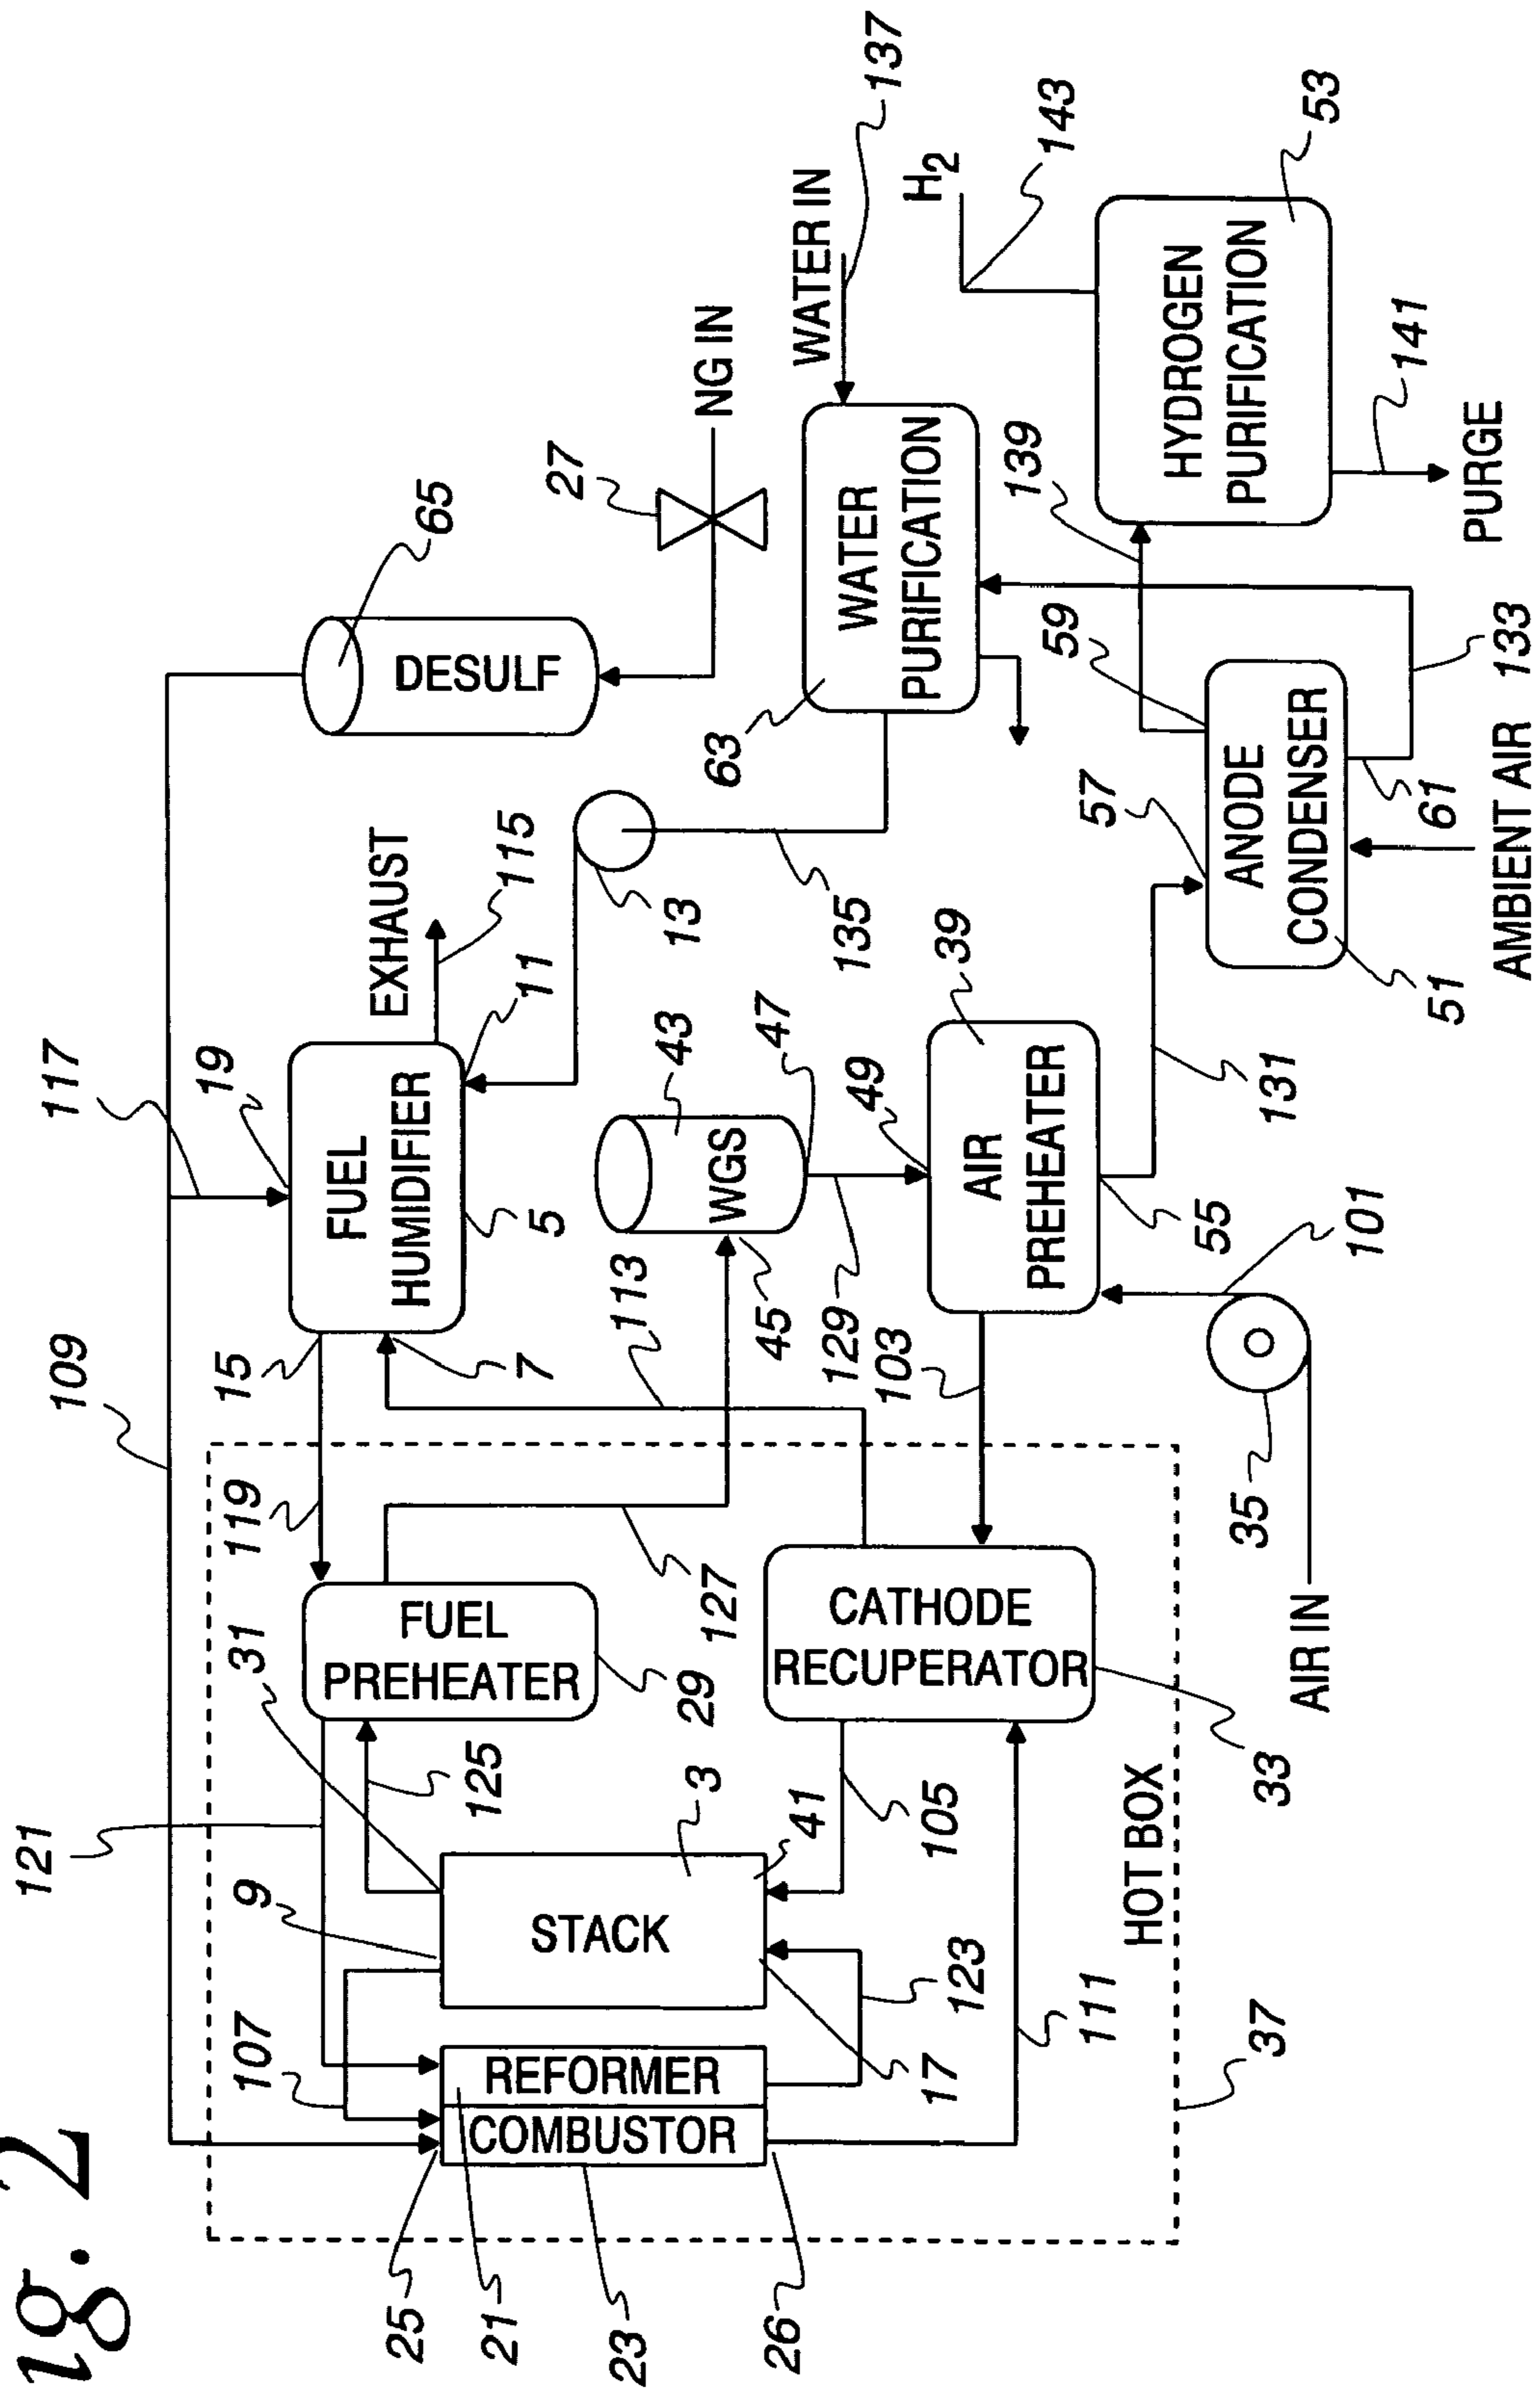 ig. 2
109
117
121
EXHAUST
115
19
FUEL
HUMIDIFIER
5
15
7
11
119
113
31
FUEL
PREHEATER
29
125
127
9
107
STACK
3
41
17
REFORMER
COMBUSTOR
25
21
23
26
123
105
111
CATHODE
RECUPERATOR
33
HOT BOX
37
65
DESULF
27
NG IN
13
135
63
WATER
PURIFICATION
WATER IN
137
43
WGS
45
47
129
49
AIR
PREHEATER
39
55
103
101
35
AIR IN
131
57
59
ANODE
CONDENSER
51
61
AMBIENT AIR
133
139
HYDROGEN
PURIFICATION
53
H2
143
141
PURGE